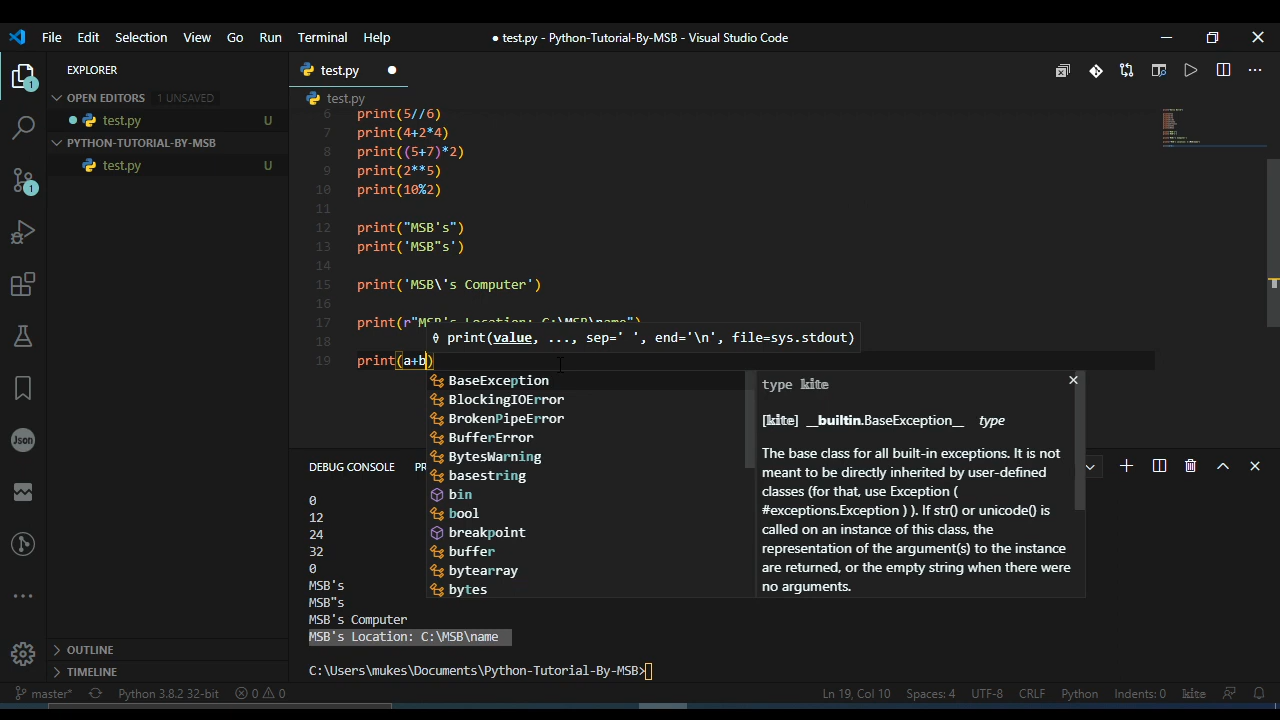 File Edit Selection View Go Run Terminal Help
● test.py - Python-Tutorial-By-MSB - Visual Studio Code
EXPLORER
OPEN EDITORS 1 UNSAVED
test.py U
PYTHON-TUTORIAL-BY-MSB
test.py U
OUTLINE
TIMELINE
1
1
Json
test.py
test.py
6 print(5//6)
7 print(4+2*4)
8 print((5+7)*2)
9 print(2**5)
10 print(10%2)
11
12 print("MSB's")
13 print('MSB"s')
14
15 print('MSB\'s Computer')
16
17 print(r"MSB's Location: C:\MSB\name")
18
19 print(a+b)
print(value, ..., sep=' ', end='\n', file=sys.stdout)
BaseException
BlockingIOError
BrokenPipeError
BufferError
BytesWarning
basestring
bin
bool
breakpoint
buffer
bytearray
bytes
type kite
[kite] __builtin.BaseException__ type
The base class for all built-in exceptions. It is not
meant to be directly inherited by user-defined
classes (for that, use Exception (
#exceptions.Exception ) ). If str() or unicode() is
called on an instance of this class, the
representation of the argument(s) to the instance
are returned, or the empty string when there were
no arguments.
DEBUG CONSOLE PR
0
12
24
32
0
MSB's
MSB"s
MSB's Computer
MSB's Location: C:\MSB\name
C:\Users\mukes\Documents\Python-Tutorial-By-MSB>
master* Python 3.8.2 32-bit 0 0 Ln 19, Col 10 Spaces: 4 UTF-8 CRLF Python Indents: 0 kite